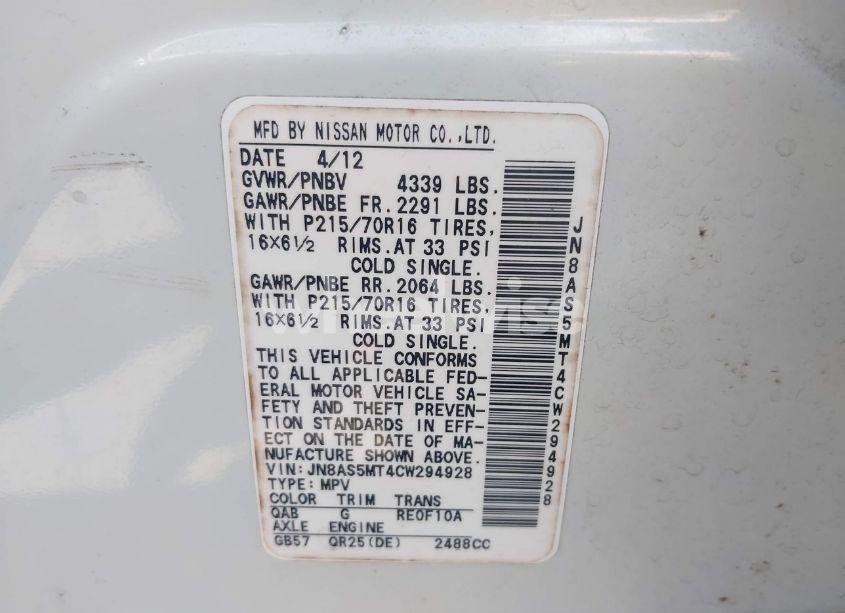 MFD BY NISSAN MOTOR CO.,LTD.
DATE 4/12
GVWR/PNBV 4339 LBS.
GAWR/PNBE FR.2291 LBS.
WITH P215/70R16 TIRES,
16X6½ RIMS.AT 33 PSI
COLD SINGLE.
GAWR/PNBE RR.2064 LBS.
WITH P215/70R16 TIRES,
16X6½ RIMS.AT 33 PSI
COLD SINGLE.
THIS VEHICLE CONFORMS
TO ALL APPLICABLE FED-
ERAL MOTOR VEHICLE SA-
FETY AND THEFT PREVEN-
TION STANDARDS IN EFF-
ECT ON THE DATE OF MA-
NUFACTURE SHOWN ABOVE.
VIN:JN8AS5MT4CW294928
TYPE:MPV
COLOR TRIM TRANS
QAB G RE0F10A
AXLE ENGINE
GB57 QR25(DE) 2488CC
JN8AS5MT4CW294928